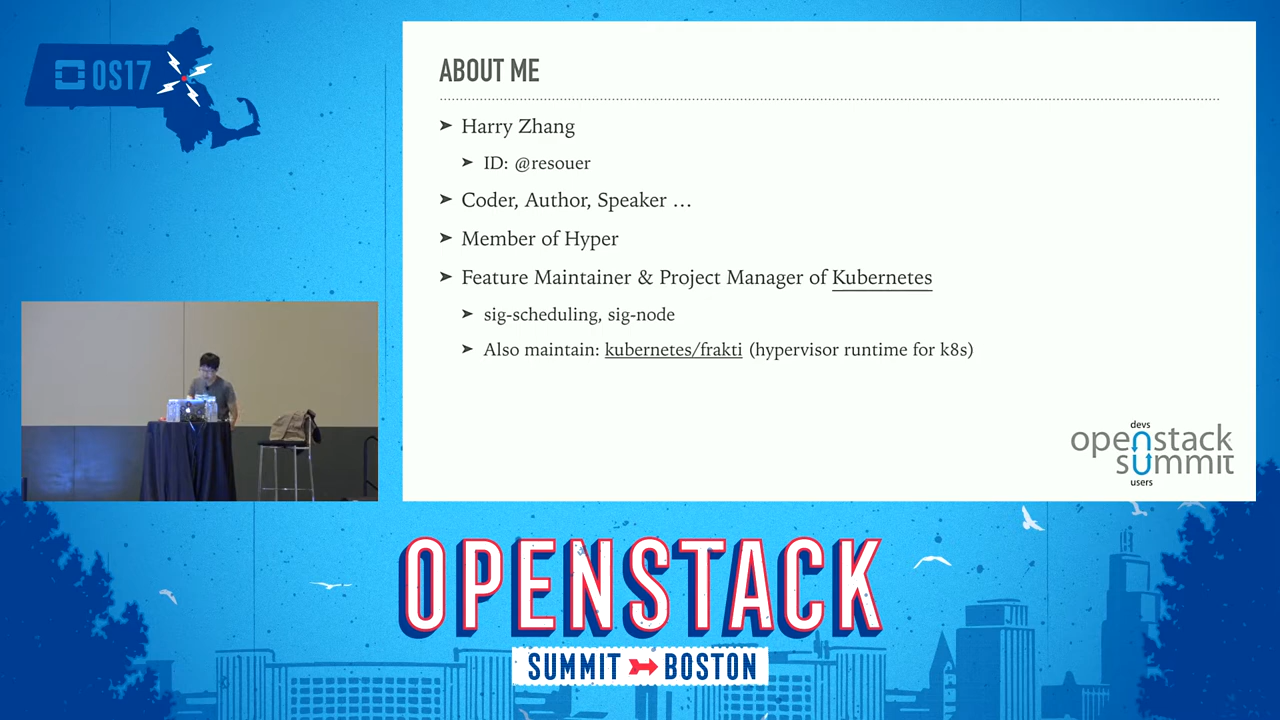 OS17
ABOUT ME
➤ Harry Zhang
➤ ID: @resouer
➤ Coder, Author, Speaker …
➤ Member of Hyper
➤ Feature Maintainer & Project Manager of Kubernetes
➤ sig-scheduling, sig-node
➤ Also maintain: kubernetes/frakti (hypervisor runtime for k8s)
devs
openstack
summit
users
OPENSTACK
SUMMIT BOSTON